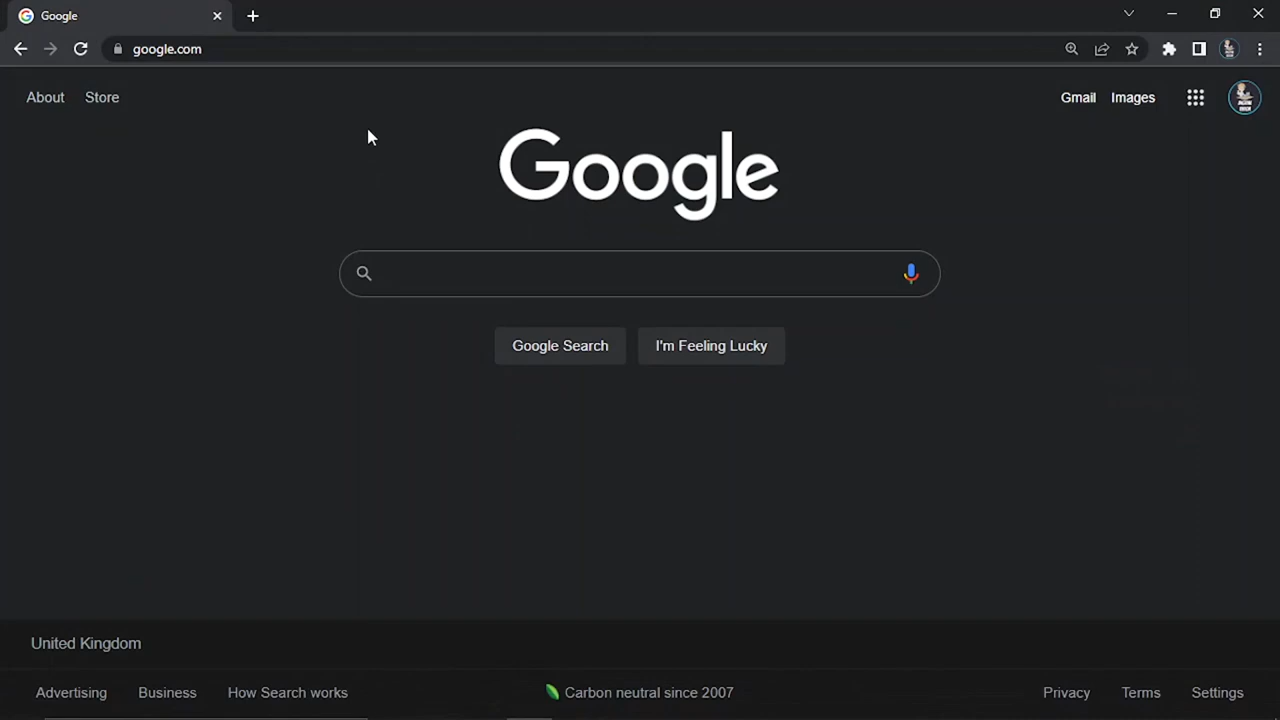 Google
google.com
About Store
Gmail Images
Google
Google Search I'm Feeling Lucky
United Kingdom
Advertising Business How Search works
Carbon neutral since 2007
Privacy Terms Settings